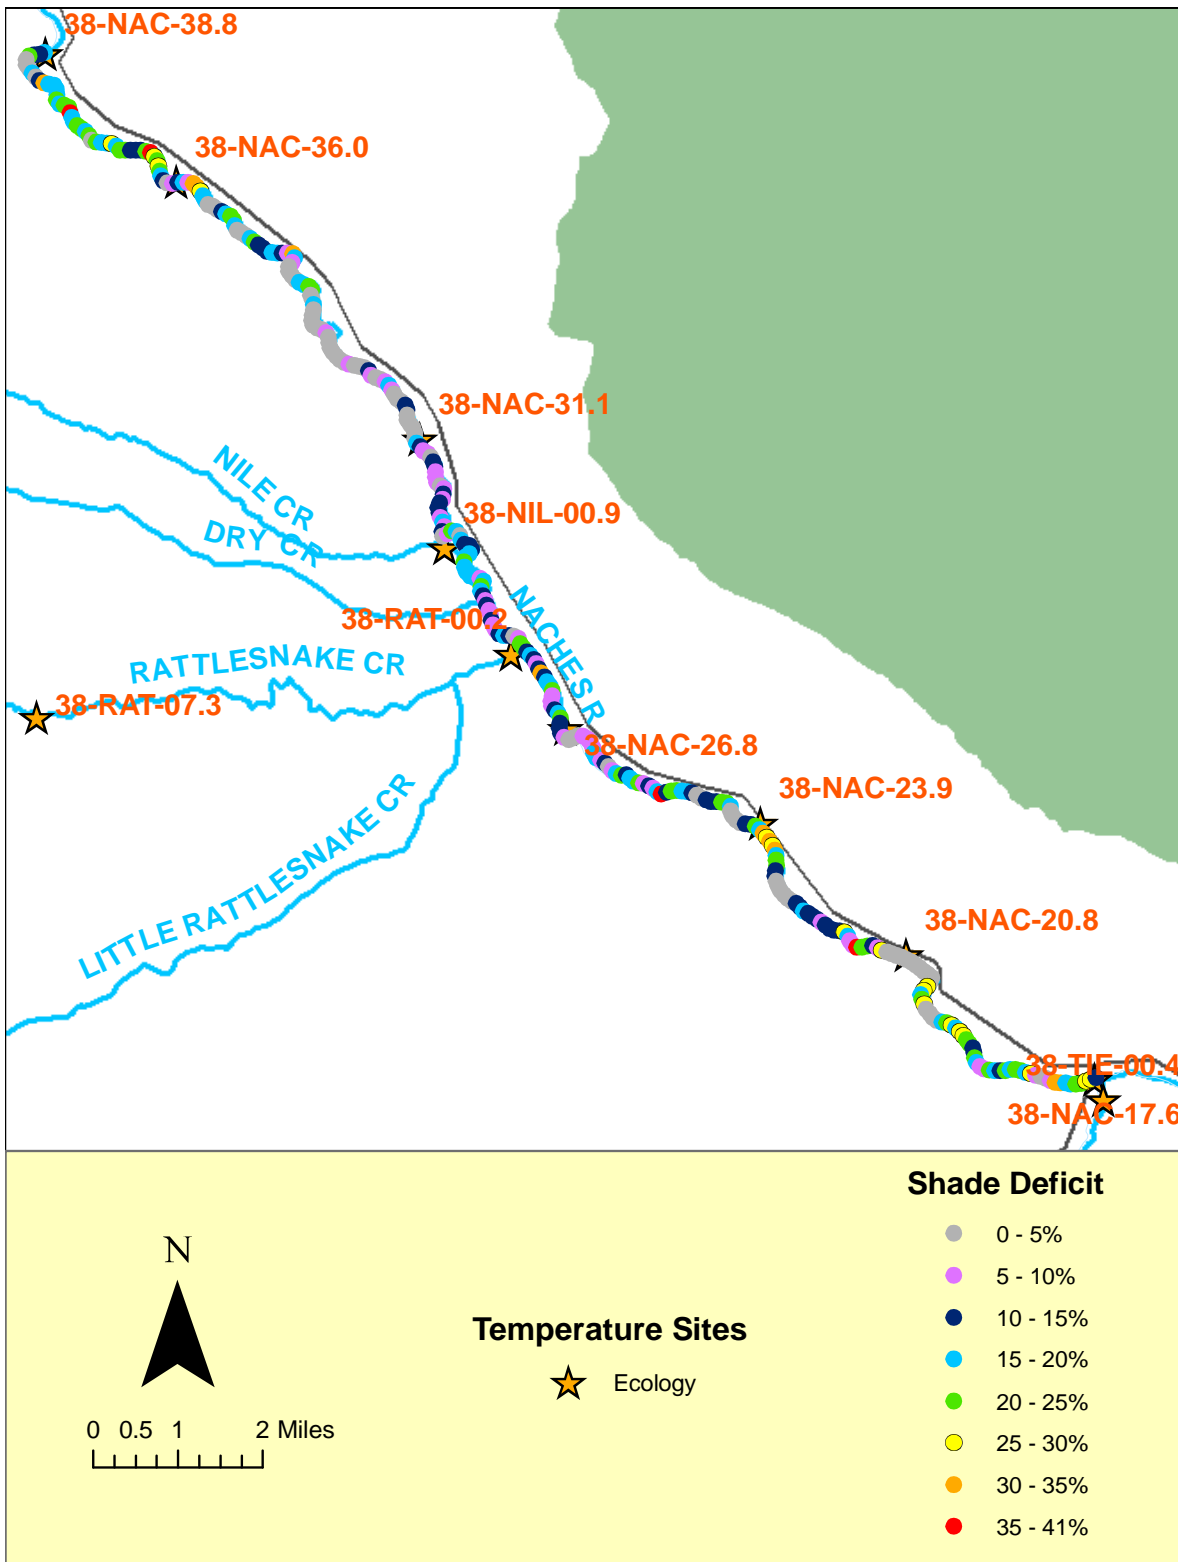 38-NAC-38.8
38-NAC-36.0
38-NAC-31.1
NILE CR
38-NIL-00.9
DRY CR
NACHES R
38-RAT-00.2
RATTLESNAKE CR
38-RAT-07.3
38-NAC-26.8
38-NAC-23.9
LITTLE RATTLESNAKE CR
38-NAC-20.8
38-TIE-00.4
38-NAC-17.6
Shade Deficit
0 - 5%
5 - 10%
10 - 15%
15 - 20%
20 - 25%
25 - 30%
30 - 35%
35 - 41%
N
Temperature Sites
Ecology
0 0.5 1 2 Miles